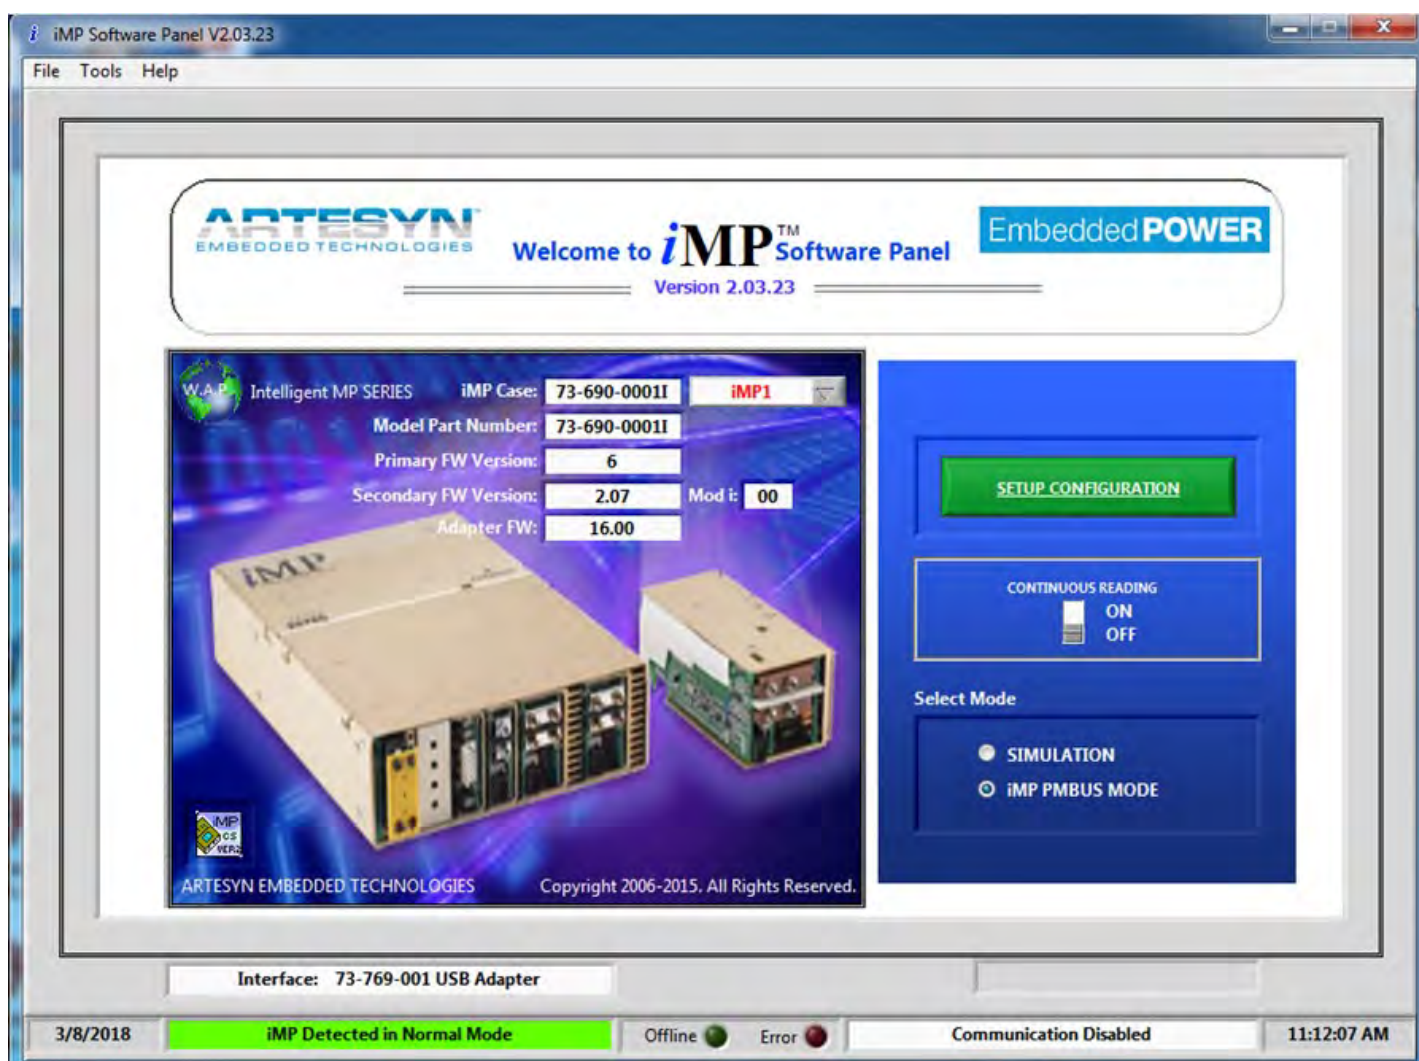 iMP Software Panel V2.03.23
File Tools Help
ARTESYN™
EMBEDDED TECHNOLOGIES
Welcome to iMP™ Software Panel
Version 2.03.23
Embedded POWER
W.A.P. Intelligent MP SERIES iMP Case: 73-690-0001I iMP1
Model Part Number: 73-690-0001I
Primary FW Version: 6
Secondary FW Version: 2.07 Mod i: 00
Adapter FW: 16.00
iMP
SETUP CONFIGURATION
CONTINUOUS READING
ON
OFF
Select Mode
SIMULATION
iMP PMBUS MODE
iMP
CS
VER2
ARTESYN EMBEDDED TECHNOLOGIES Copyright 2006-2015. All Rights Reserved.
Interface: 73-769-001 USB Adapter
3/8/2018 iMP Detected in Normal Mode Offline Error Communication Disabled 11:12:07 AM